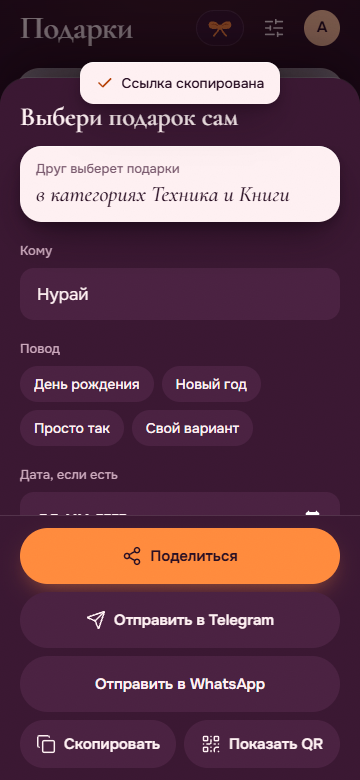 Подарки
A
Ссылка скопирована
Выбери подарок сам
Друг выберет подарки
в категориях Техника и Книги
Кому
Нурай
Повод
День рождения
Новый год
Просто так
Свой вариант
Дата, если есть
Поделиться
Отправить в Telegram
Отправить в WhatsApp
Скопировать
Показать QR